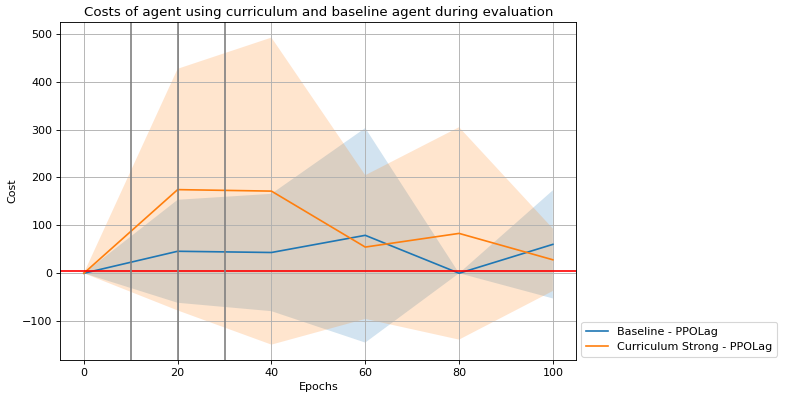 Costs of agent using curriculum and baseline agent during evaluation
500
400
300
200
100
0
−100
Cost
0 20 40 60 80 100
Epochs
Baseline - PPOLag
Curriculum Strong - PPOLag